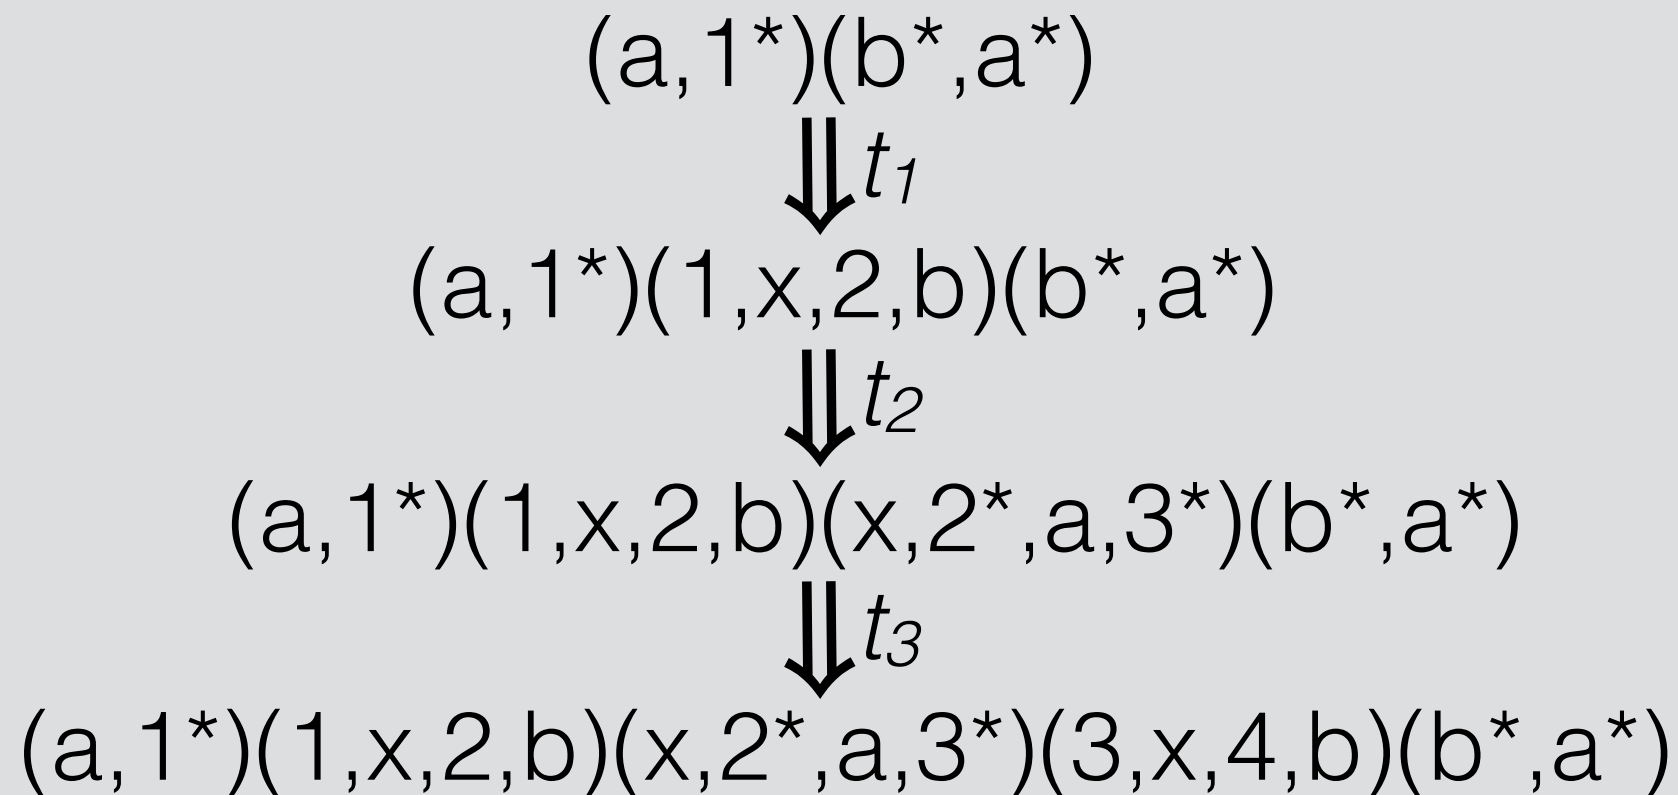 (a,1*)(b*,a*)
t1
(a,1*)(1,x,2,b)(b*,a*)
t2
(a,1*)(1,x,2,b)(x,2*,a,3*)(b*,a*)
t3
(a,1*)(1,x,2,b)(x,2*,a,3*)(3,x,4,b)(b*,a*)